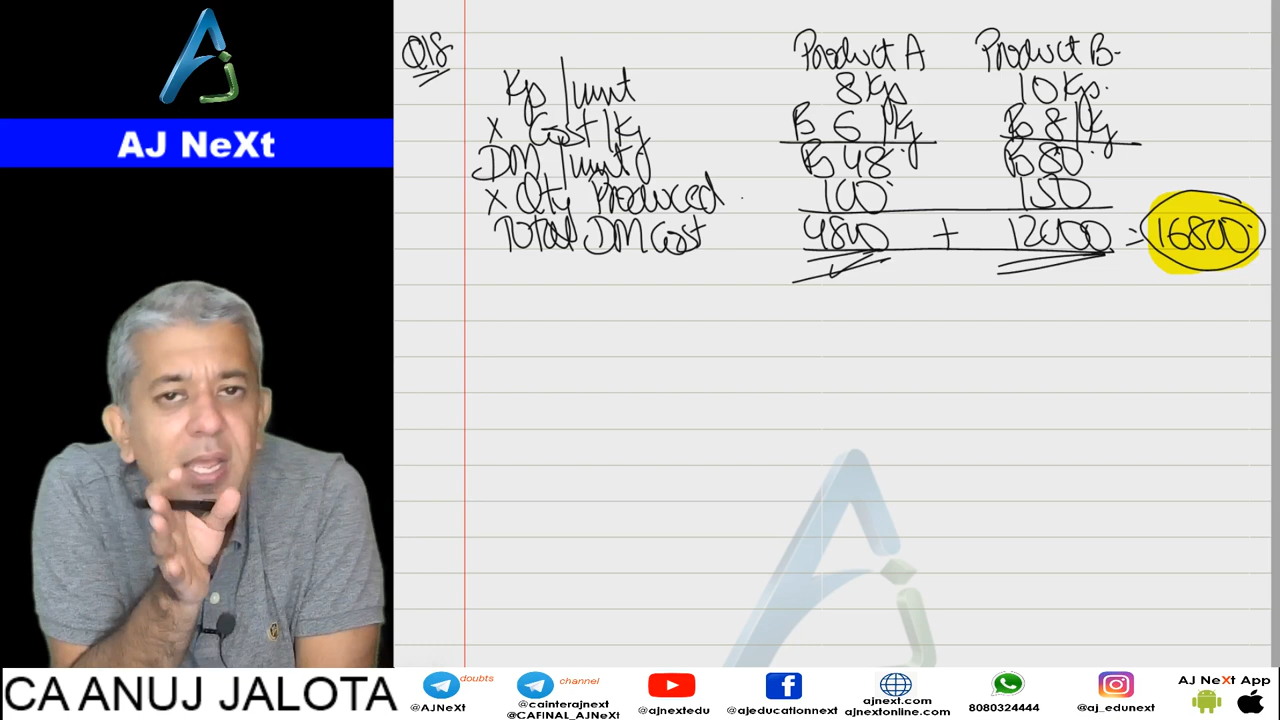 AJ NeXt
Q18
Product A Product B
Kg / unit 8 Kgs 10 Kgs.
x Cost / Kg ₨ 6 / Kg ₨ 8 / Kg
DM / unit ₨ 48 ₨ 80
x Qty Produced 100 150
Total DM Cost 4800 + 12000 = 16800
CA ANUJ JALOTA
doubts
@AJNeXt
channel
@cainterajnext
@CAFINAL_AJNeXt
@ajnextedu
@ajeducationnext
ajnext.com
ajnextonline.com
8080324444
@aj_edunext
AJ NeXt App